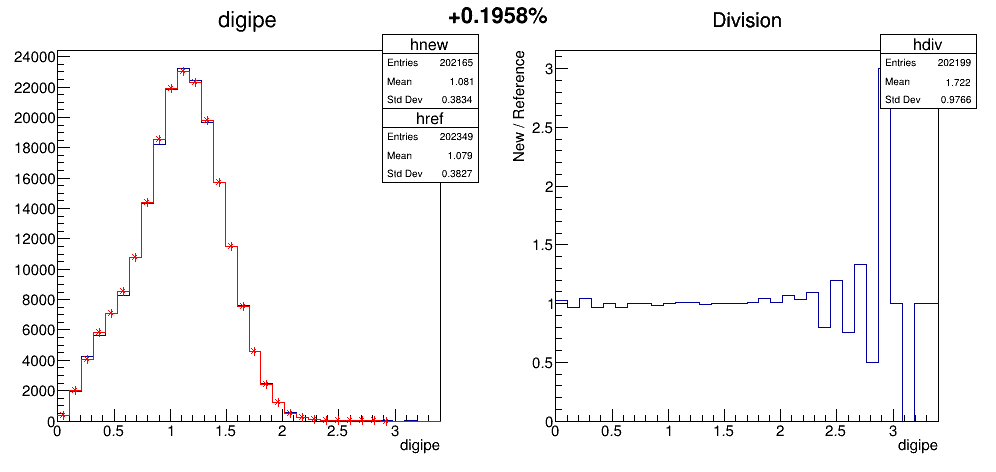 +0.1958%
digipe
hnew
Entries 202165
Mean 1.081
Std Dev 0.3834
href
Entries 202349
Mean 1.079
Std Dev 0.3827
24000
22000
20000
18000
16000
14000
12000
10000
8000
6000
4000
2000
0
0 0.5 1 1.5 2 2.5 3
digipe
Division
hdiv
Entries 202199
Mean 1.722
Std Dev 0.9766
New / Reference
3
2.5
2
1.5
1
0.5
0
0 0.5 1 1.5 2 2.5 3
digipe